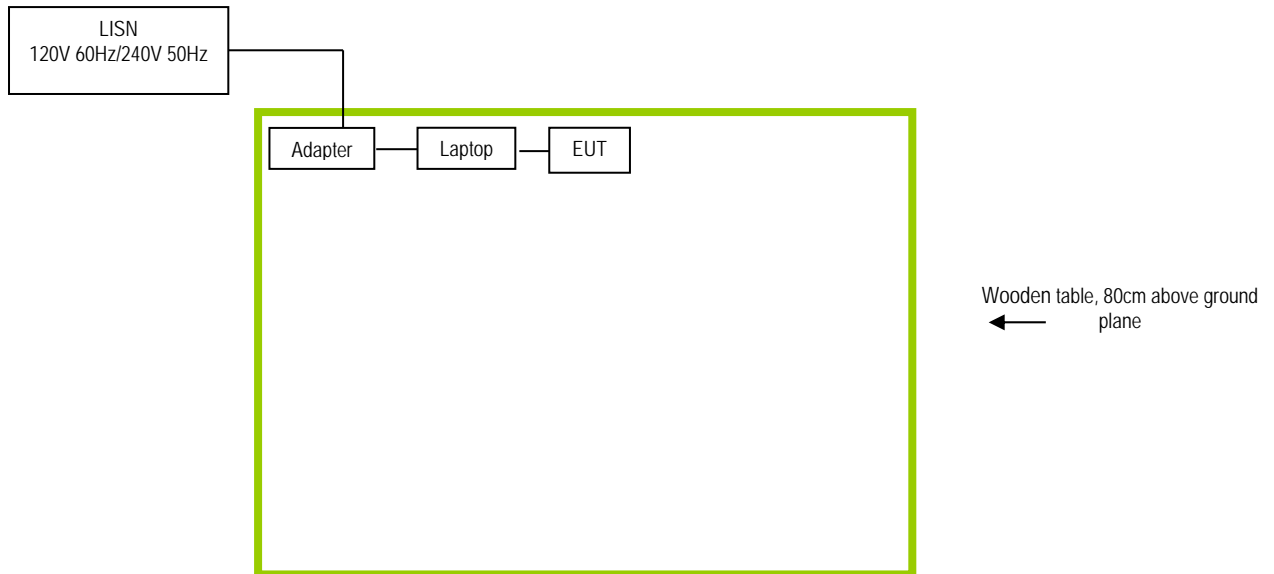 LISN
120V 60Hz/240V 50Hz
Adapter
Laptop
EUT
Wooden table, 80cm above ground
plane